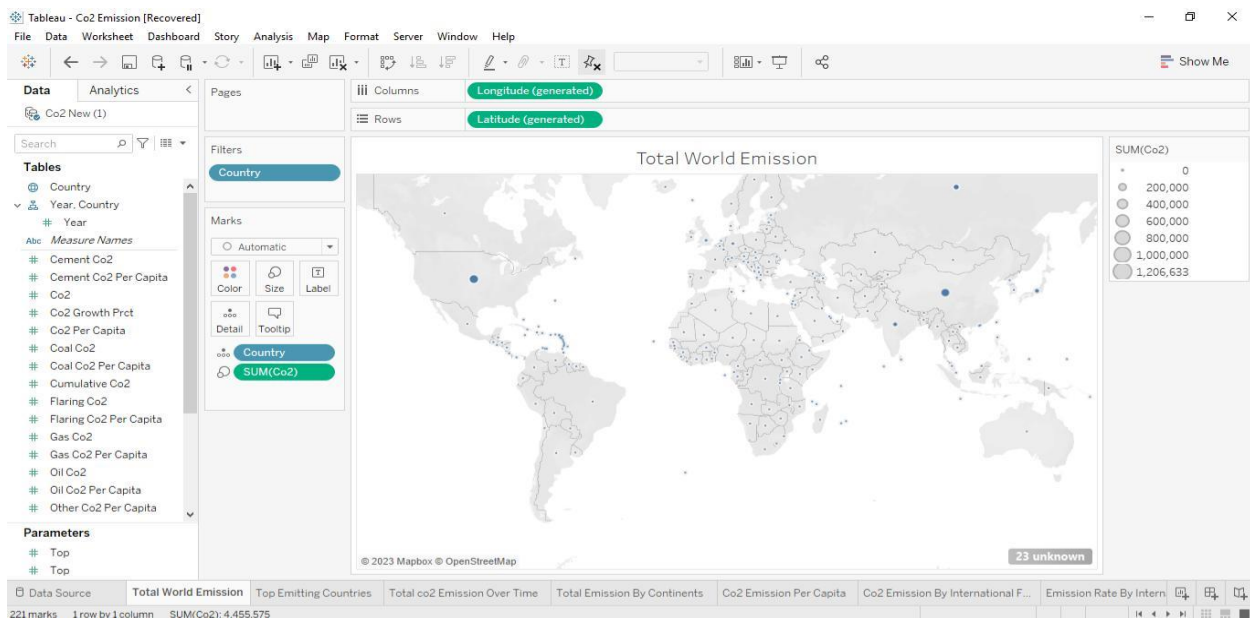 Tableau - Co2 Emission [Recovered]
File Data Worksheet Dashboard Story Analysis Map Format Server Window Help
Show Me
Data Analytics
Co2 New (1)
Search
Tables
Country
Year, Country
Year
Abc Measure Names
Cement Co2
Cement Co2 Per Capita
Co2
Co2 Growth Prct
Co2 Per Capita
Coal Co2
Coal Co2 Per Capita
Cumulative Co2
Flaring Co2
Flaring Co2 Per Capita
Gas Co2
Gas Co2 Per Capita
Oil Co2
Oil Co2 Per Capita
Other Co2 Per Capita
Parameters
Top
Top
Pages
Filters
Country
Marks
Automatic
Color Size Label
Detail Tooltip
Country
SUM(Co2)
Columns Longitude (generated)
Rows Latitude (generated)
Total World Emission
© 2023 Mapbox © OpenStreetMap
23 unknown
SUM(Co2)
0
200,000
400,000
600,000
800,000
1,000,000
1,206,633
Data Source Total World Emission Top Emitting Countries Total co2 Emission Over Time Total Emission By Continents Co2 Emission Per Capita Co2 Emission By International F... Emission Rate By Intern
221 marks 1 row by 1 column SUM(Co2): 4,455,575